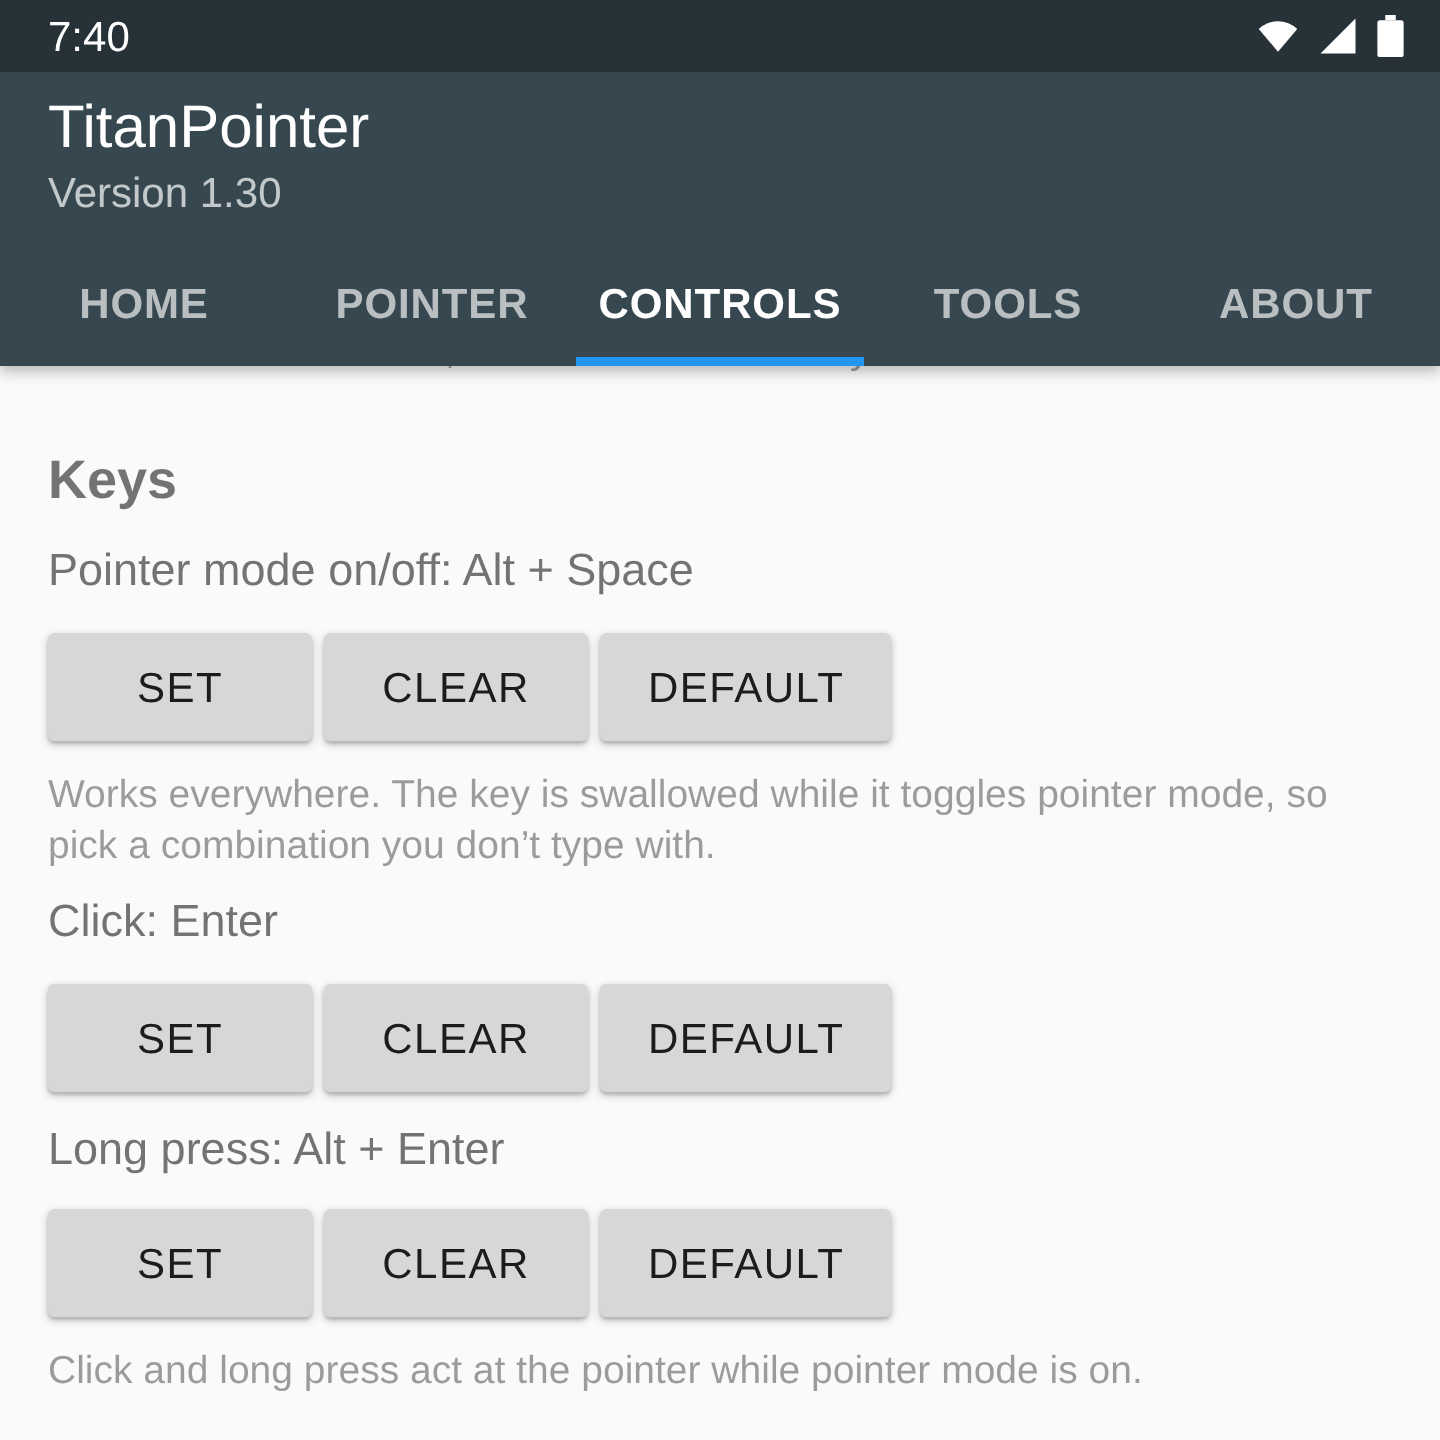 7:40
TitanPointer
Version 1.30
HOME POINTER CONTROLS TOOLS ABOUT
Keys
Pointer mode on/off: Alt + Space
SET CLEAR DEFAULT
Works everywhere. The key is swallowed while it toggles pointer mode, so
pick a combination you don’t type with.
Click: Enter
SET CLEAR DEFAULT
Long press: Alt + Enter
SET CLEAR DEFAULT
Click and long press act at the pointer while pointer mode is on.